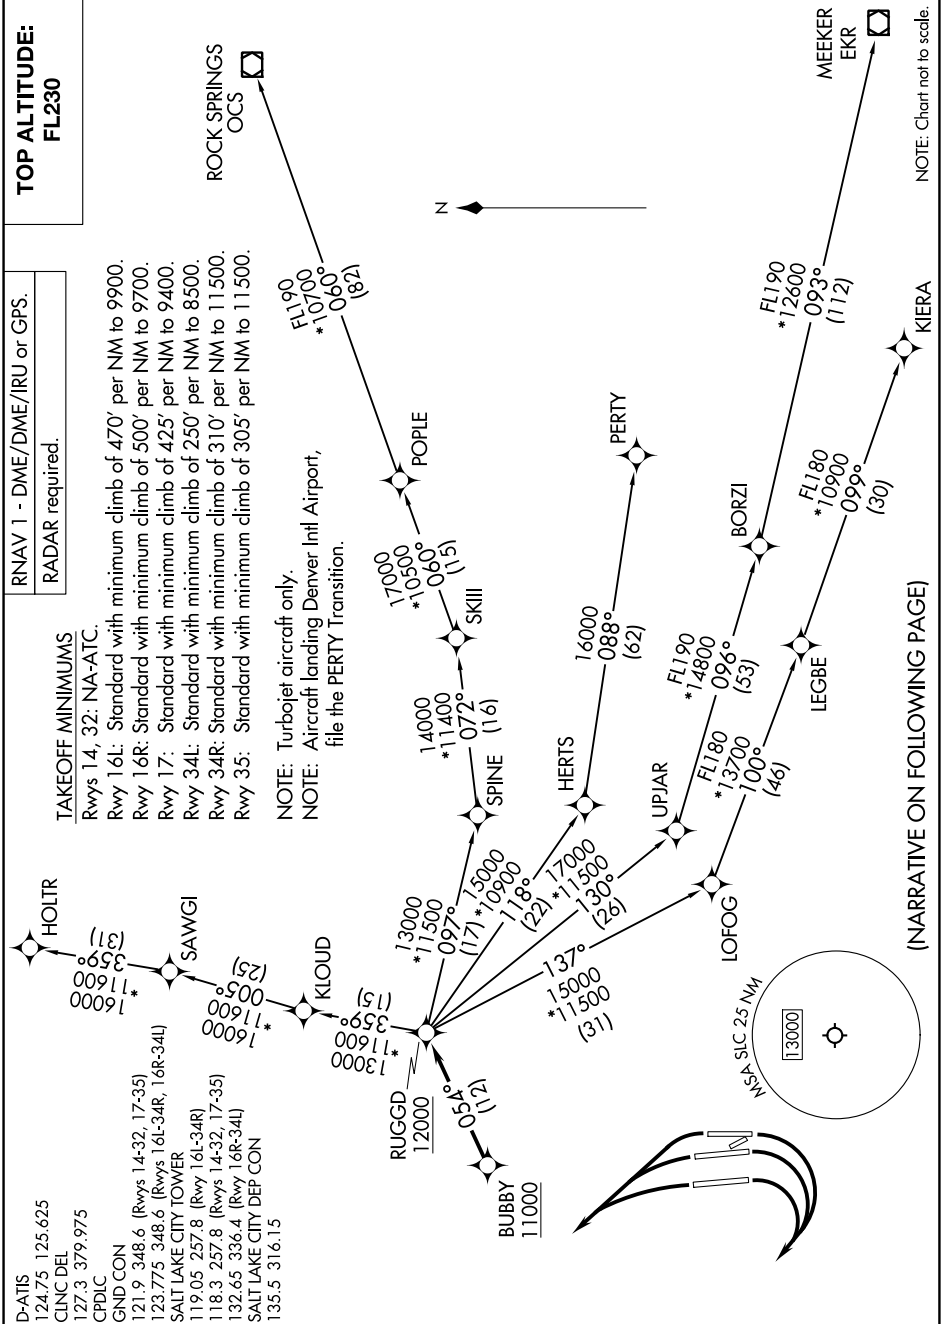 D-ATIS
124.75 125.625
CLNC DEL
127.3 379.975
CPDLC
GND CON
121.9 348.6 (Rwys 14-32, 17-35)
123.775 348.6 (Rwys 16L-34R, 16R-34L)
SALT LAKE CITY TOWER
119.05 257.8 (Rwy 16L-34R)
118.3 257.8 (Rwys 14-32, 17-35)
132.65 336.4 (Rwy 16R-34L)
SALT LAKE CITY DEP CON
135.5 316.15
RNAV 1 - DME/DME/IRU or GPS.
RADAR required.
TOP ALTITUDE:
FL230
TAKEOFF MINIMUMS
Rwys 14, 32: NA-ATC.
Rwy 16L: Standard with minimum climb of 470' per NM to 9900.
Rwy 16R: Standard with minimum climb of 500' per NM to 9700.
Rwy 17: Standard with minimum climb of 425' per NM to 9400.
Rwy 34L: Standard with minimum climb of 250' per NM to 8500.
Rwy 34R: Standard with minimum climb of 310' per NM to 11500.
Rwy 35: Standard with minimum climb of 305' per NM to 11500.
NOTE: Turbojet aircraft only.
NOTE: Aircraft landing Denver Intl Airport,
file the PERTY Transition.
HOLTR
16000
*11600
359°
(31)
SAWGI
16000
*11600
005°
(25)
KLOUD
13000
*11600
359°
(15)
RUGGD
12000
BUBBY
11000
054°
(12)
13000
*11500
097°
(17)
SPINE
14000
*11400
072°
(16)
SKIII
17000
*10500
060°
(15)
POPLE
FL190
*10700
060°
(82)
ROCK SPRINGS
OCS
N
15000
*10900
118°
(22)
HERTS
16000
088°
(62)
PERTY
17000
*11500
130°
(26)
UPJAR
FL190
*14800
096°
(53)
BORZI
FL190
*12600
093°
(112)
MEEKER
EKR
137°
15000
*11500
(31)
LOFOG
FL180
*13700
100°
(46)
LEGBE
FL180
*10900
099°
(30)
KIERA
MSA SLC 25 NM
13000
(NARRATIVE ON FOLLOWING PAGE)
NOTE: Chart not to scale.